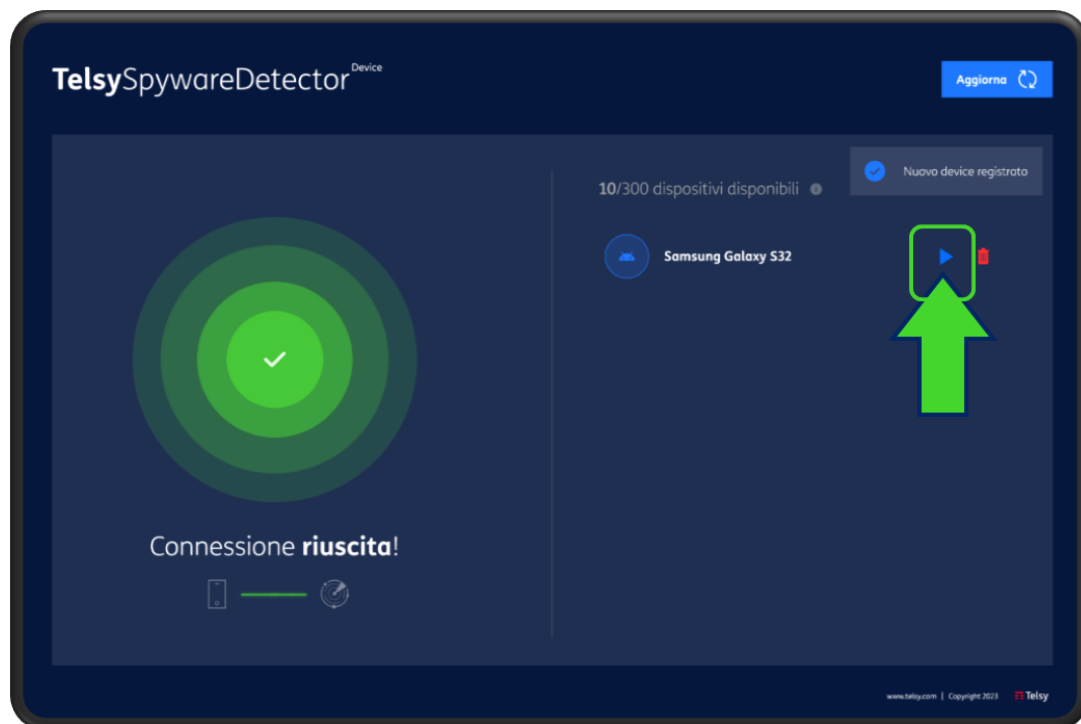 TelsySpywareDetector Device
Aggiorna
Nuovo device registrato
10/300 dispositivi disponibili
Samsung Galaxy S32
Connessione riuscita!
www.telsy.com | Copyright 2023 Telsy